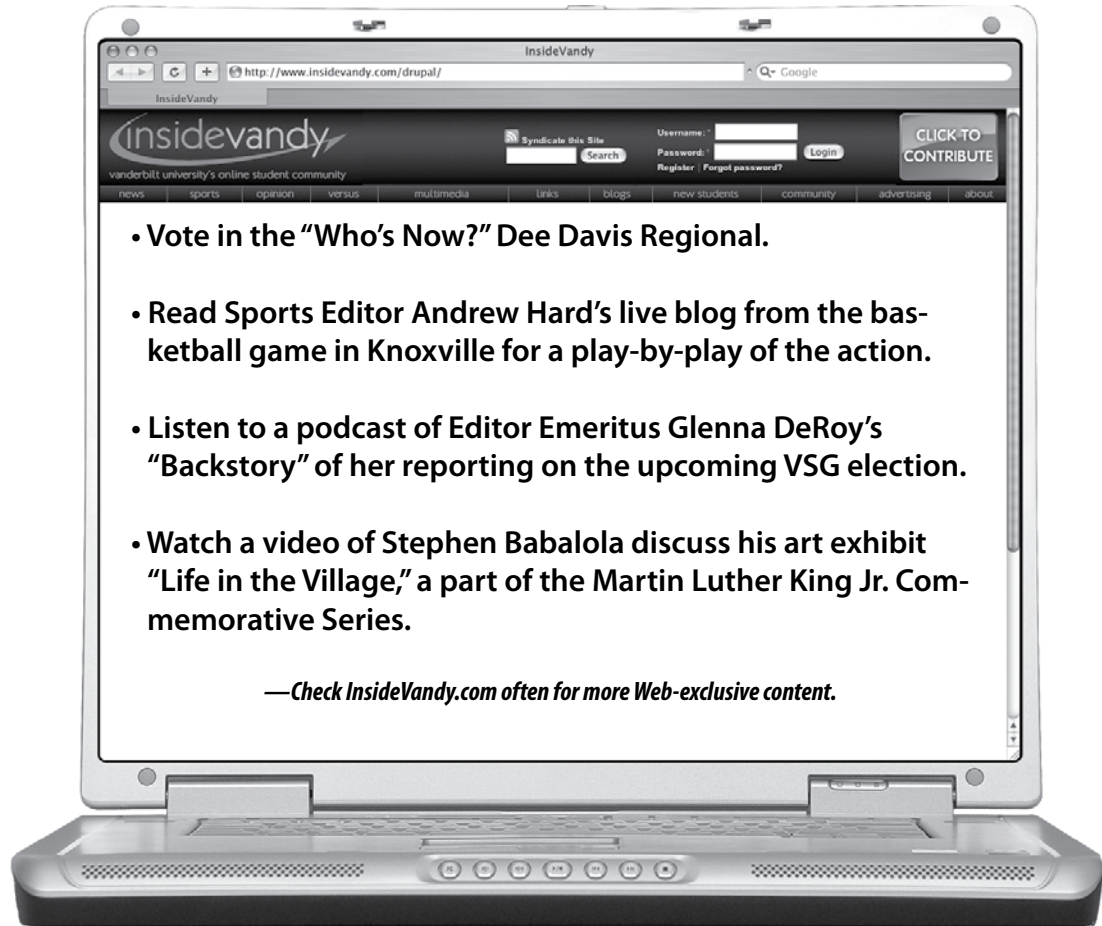 InsideVandy
http://www.insidevandy.com/drupal/
Google
InsideVandy
insidevandy
vanderbilt university's online student community
Syndicate this Site
Search
Username: *
Password: *
Login
Register | Forgot password?
CLICK TO
CONTRIBUTE
news sports opinion versus multimedia links blogs new students community advertising about
• Vote in the “Who’s Now?” Dee Davis Regional.
• Read Sports Editor Andrew Hard’s live blog from the bas-
ketball game in Knoxville for a play-by-play of the action.
• Listen to a podcast of Editor Emeritus Glenna DeRoy’s
“Backstory” of her reporting on the upcoming VSG election.
• Watch a video of Stephen Babalola discuss his art exhibit
“Life in the Village,” a part of the Martin Luther King Jr. Com-
memorative Series.
—Check InsideVandy.com often for more Web-exclusive content.